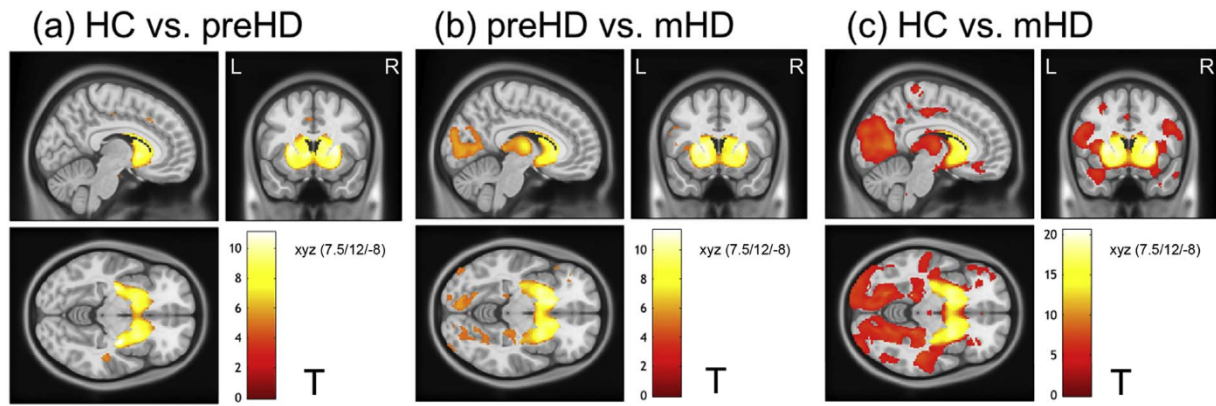 (a) HC vs. preHD
(b) preHD vs. mHD
(c) HC vs. mHD
L R
L R
L R
10
8
6
4
2
0
xyz (7.5/12/-8)
T
10
8
6
4
2
0
xyz (7.5/12/-8)
T
20
15
10
5
0
xyz (7.5/12/-8)
T